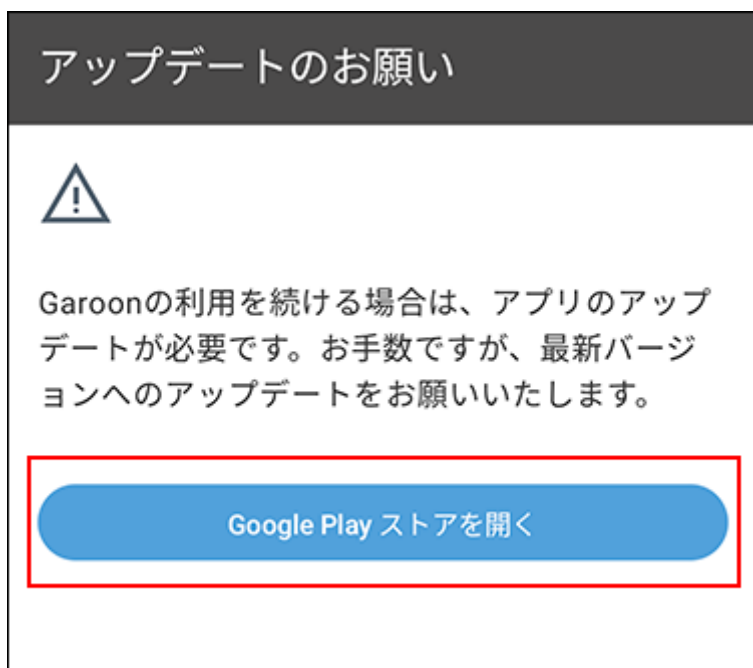 アップデートのお願い
Garoonの利用を続ける場合は、アプリのアップ
デートが必要です。お手数ですが、最新バージ
ョンへのアップデートをお願いいたします。
Google Play ストアを開く